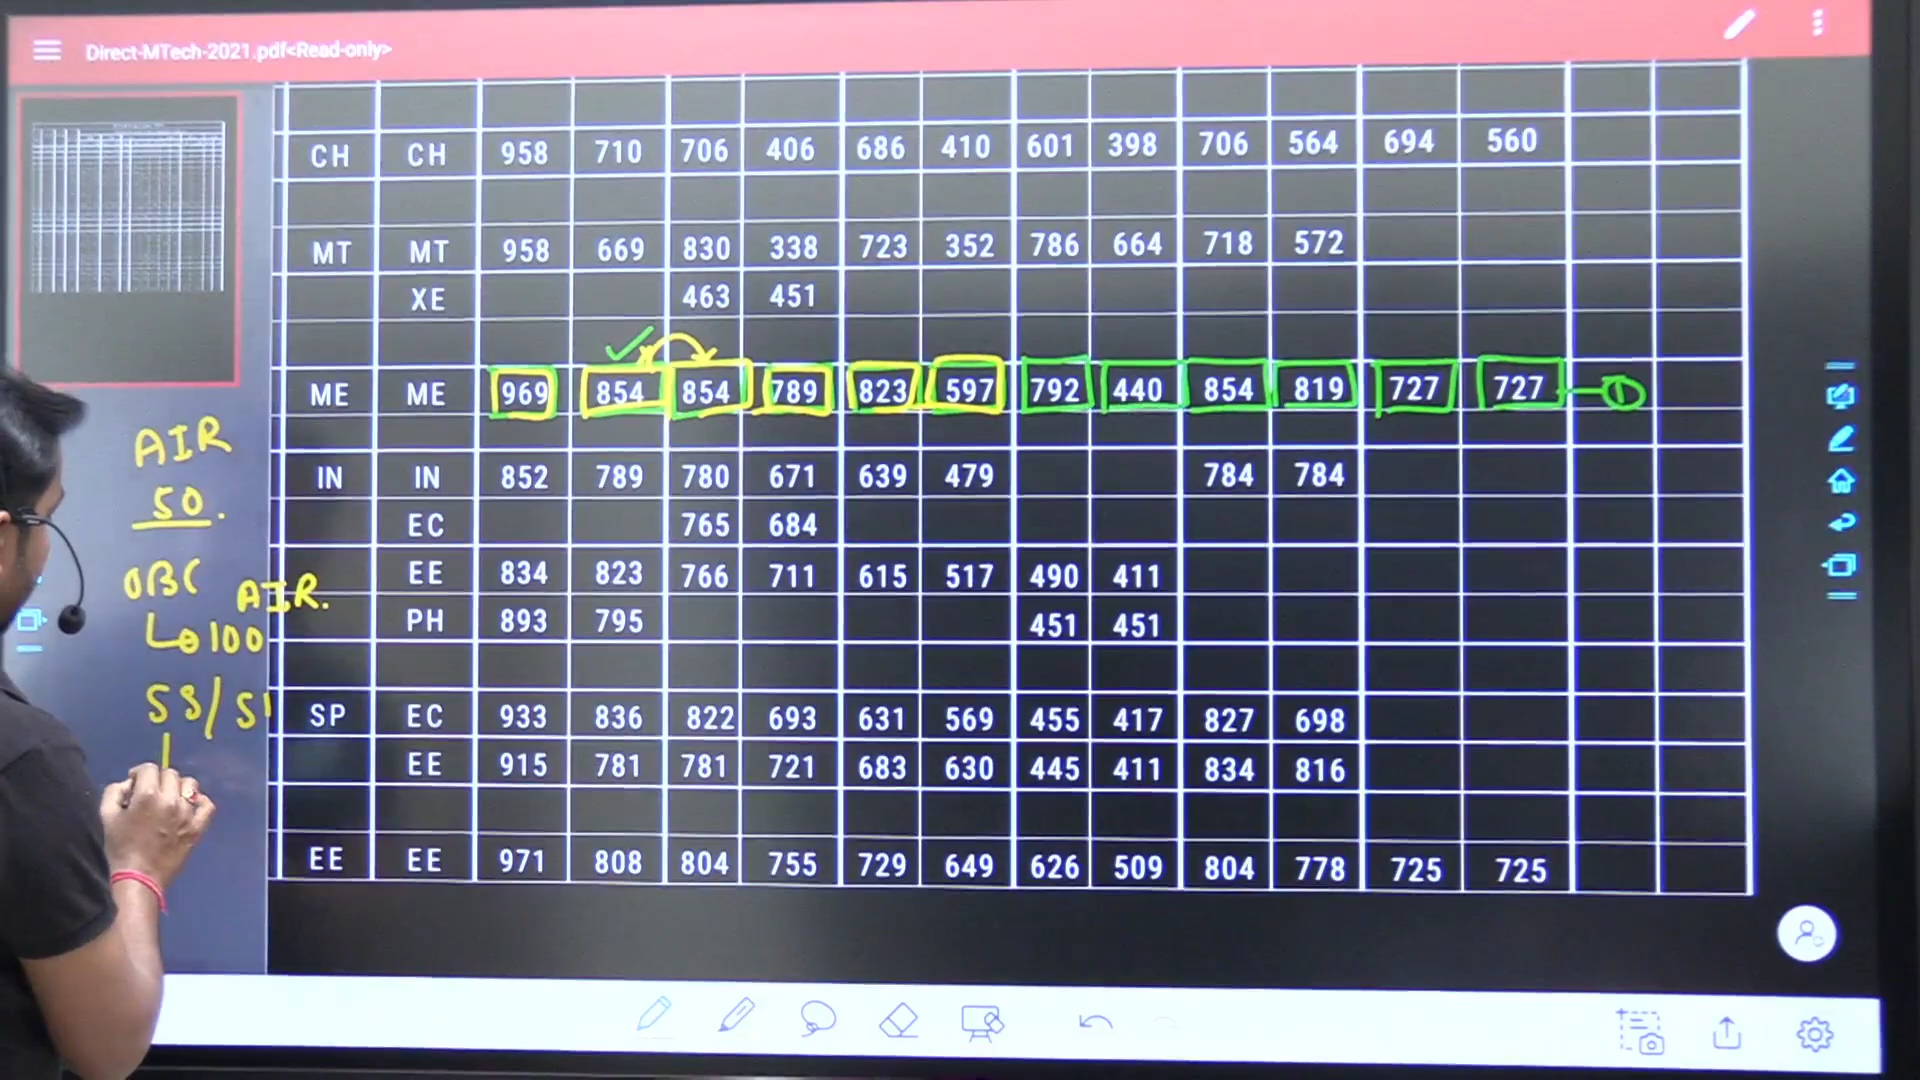 Direct-MTech-2021.pdf<Read-only>
CH CH 958 710 706 406 686 410 601 398 706 564 694 560
MT MT 958 669 830 338 723 352 786 664 718 572
XE 463 451
ME ME 969 854 854 789 823 597 792 440 854 819 727 727 1
IN IN 852 789 780 671 639 479 784 784
EC 765 684
EE 834 823 766 711 615 517 490 411
PH 893 795 451 451
SP EC 933 836 822 693 631 569 455 417 827 698
EE 915 781 781 721 683 630 445 411 834 816
EE EE 971 808 804 755 729 649 626 509 804 778 725 725
AIR
50.
OBC
AIR.
100